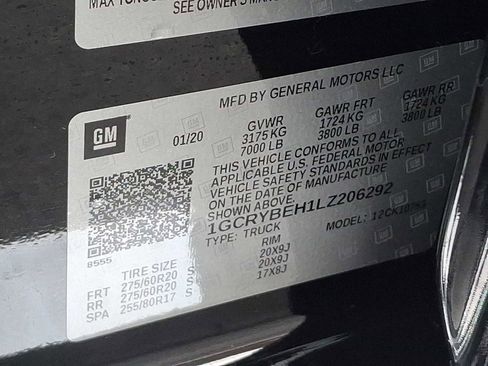 MAX
SEE OWNER'S
MFD BY GENERAL MOTORS LLC
GM
01/20
GVWR
3175 KG
7000 LB
GAWR FRT
1724 KG
3800 LB
GAWR RR
1724 KG
3800 LB
THIS VEHICLE CONFORMS TO ALL
APPLICABLE U.S. FEDERAL MOTOR
VEHICLE SAFETY STANDARDS IN EFFECT
ON THE DATE OF MANUFACTURE
1GCRYBEH1LZ206292
TYPE: TRUCK
MODEL:
8555
TIRE SIZE
RIM
FRT 275/60R20 S 20X9J
RR 275/60R20 S 20X9J
SPA 255/80R17 S 17X8J